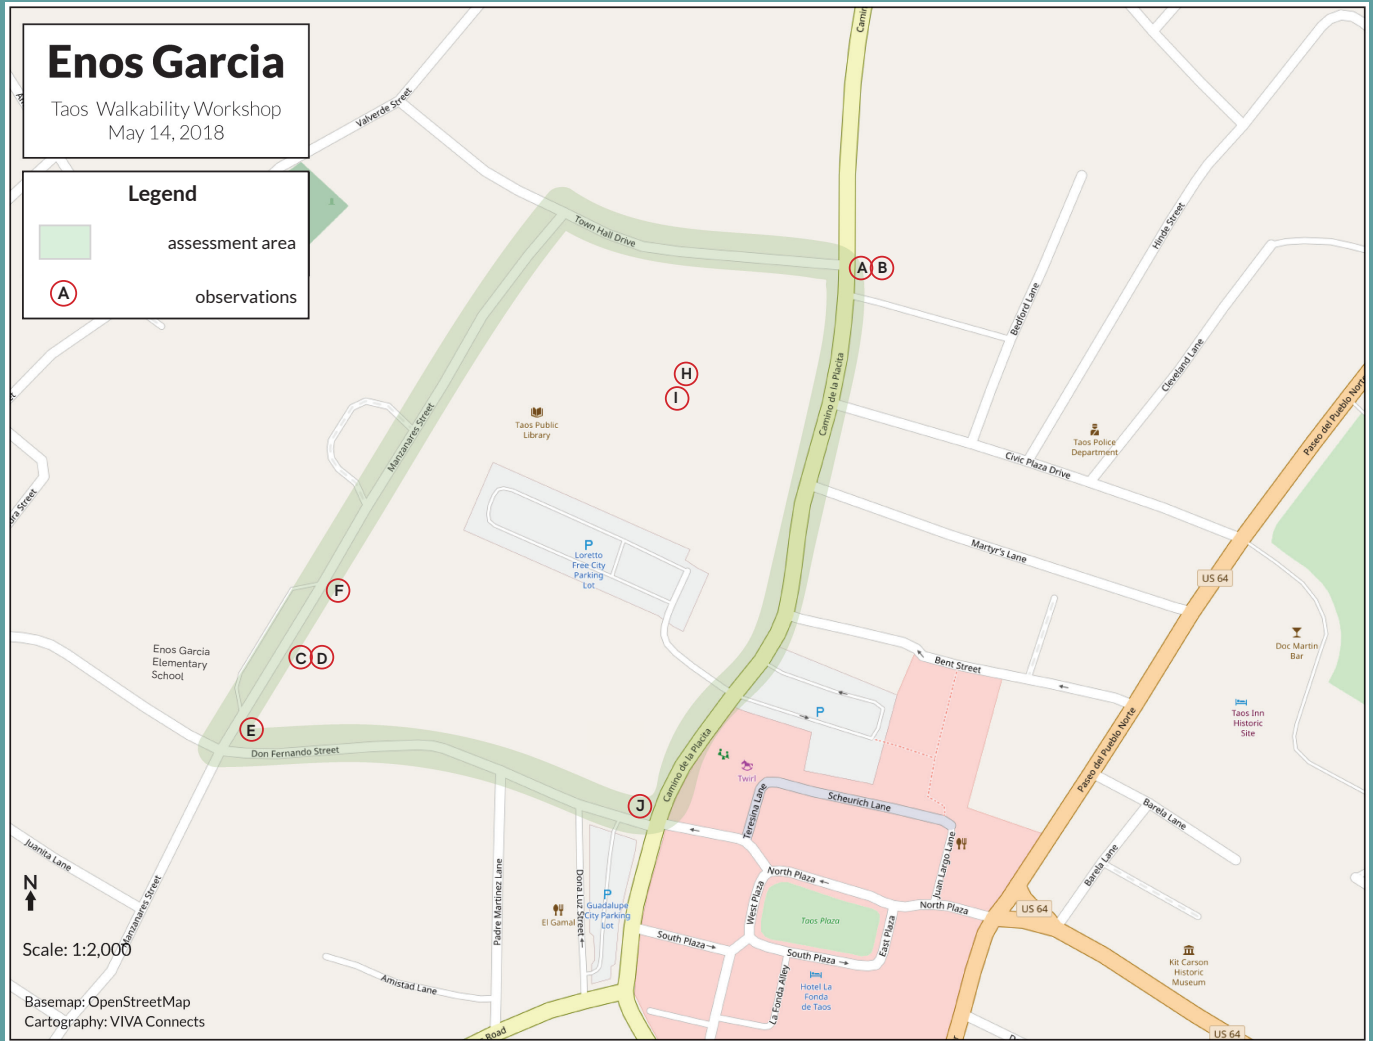 Enos Garcia
Taos Walkability Workshop
May 14, 2018
Legend
assessment area
A
observations
Valverde Street
Town Hall Drive
A B
Hinde Street
Bedford Lane
Cleveland Lane
Camino de la Placita
Paseo del Pueblo Norte
H
I
Manzanares Street
Taos Public
Library
Taos Police
Department
Civic Plaza Drive
Martyr's Lane
P
Loretto
Free City
Parking
Lot
US 64
F
Doc Martin
Bar
Enos Garcia
Elementary
School
C D
Bent Street
Taos Inn
Historic
Site
P
E
Don Fernando Street
Camino de la Placita
Paseo del Pueblo Norte
Twirl
J
Teresina Lane
Scheurich Lane
Barela Lane
Juanita Lane
Padre Martinez Lane
Dona Luz Street
Juan Largo Lane
Barela Lane
North Plaza
N
Manzanares Street
El Gamal
P
Guadalupe
City Parking
Lot
West Plaza
Taos Plaza
East Plaza
North Plaza
US 64
Scale: 1:2,000
South Plaza
South Plaza
Kit Carson
Historic
Museum
Amistad Lane
La Fonda Alley
Hotel La
Fonda
de Taos
Basemap: OpenStreetMap
Cartography: VIVA Connects
Road
US 64